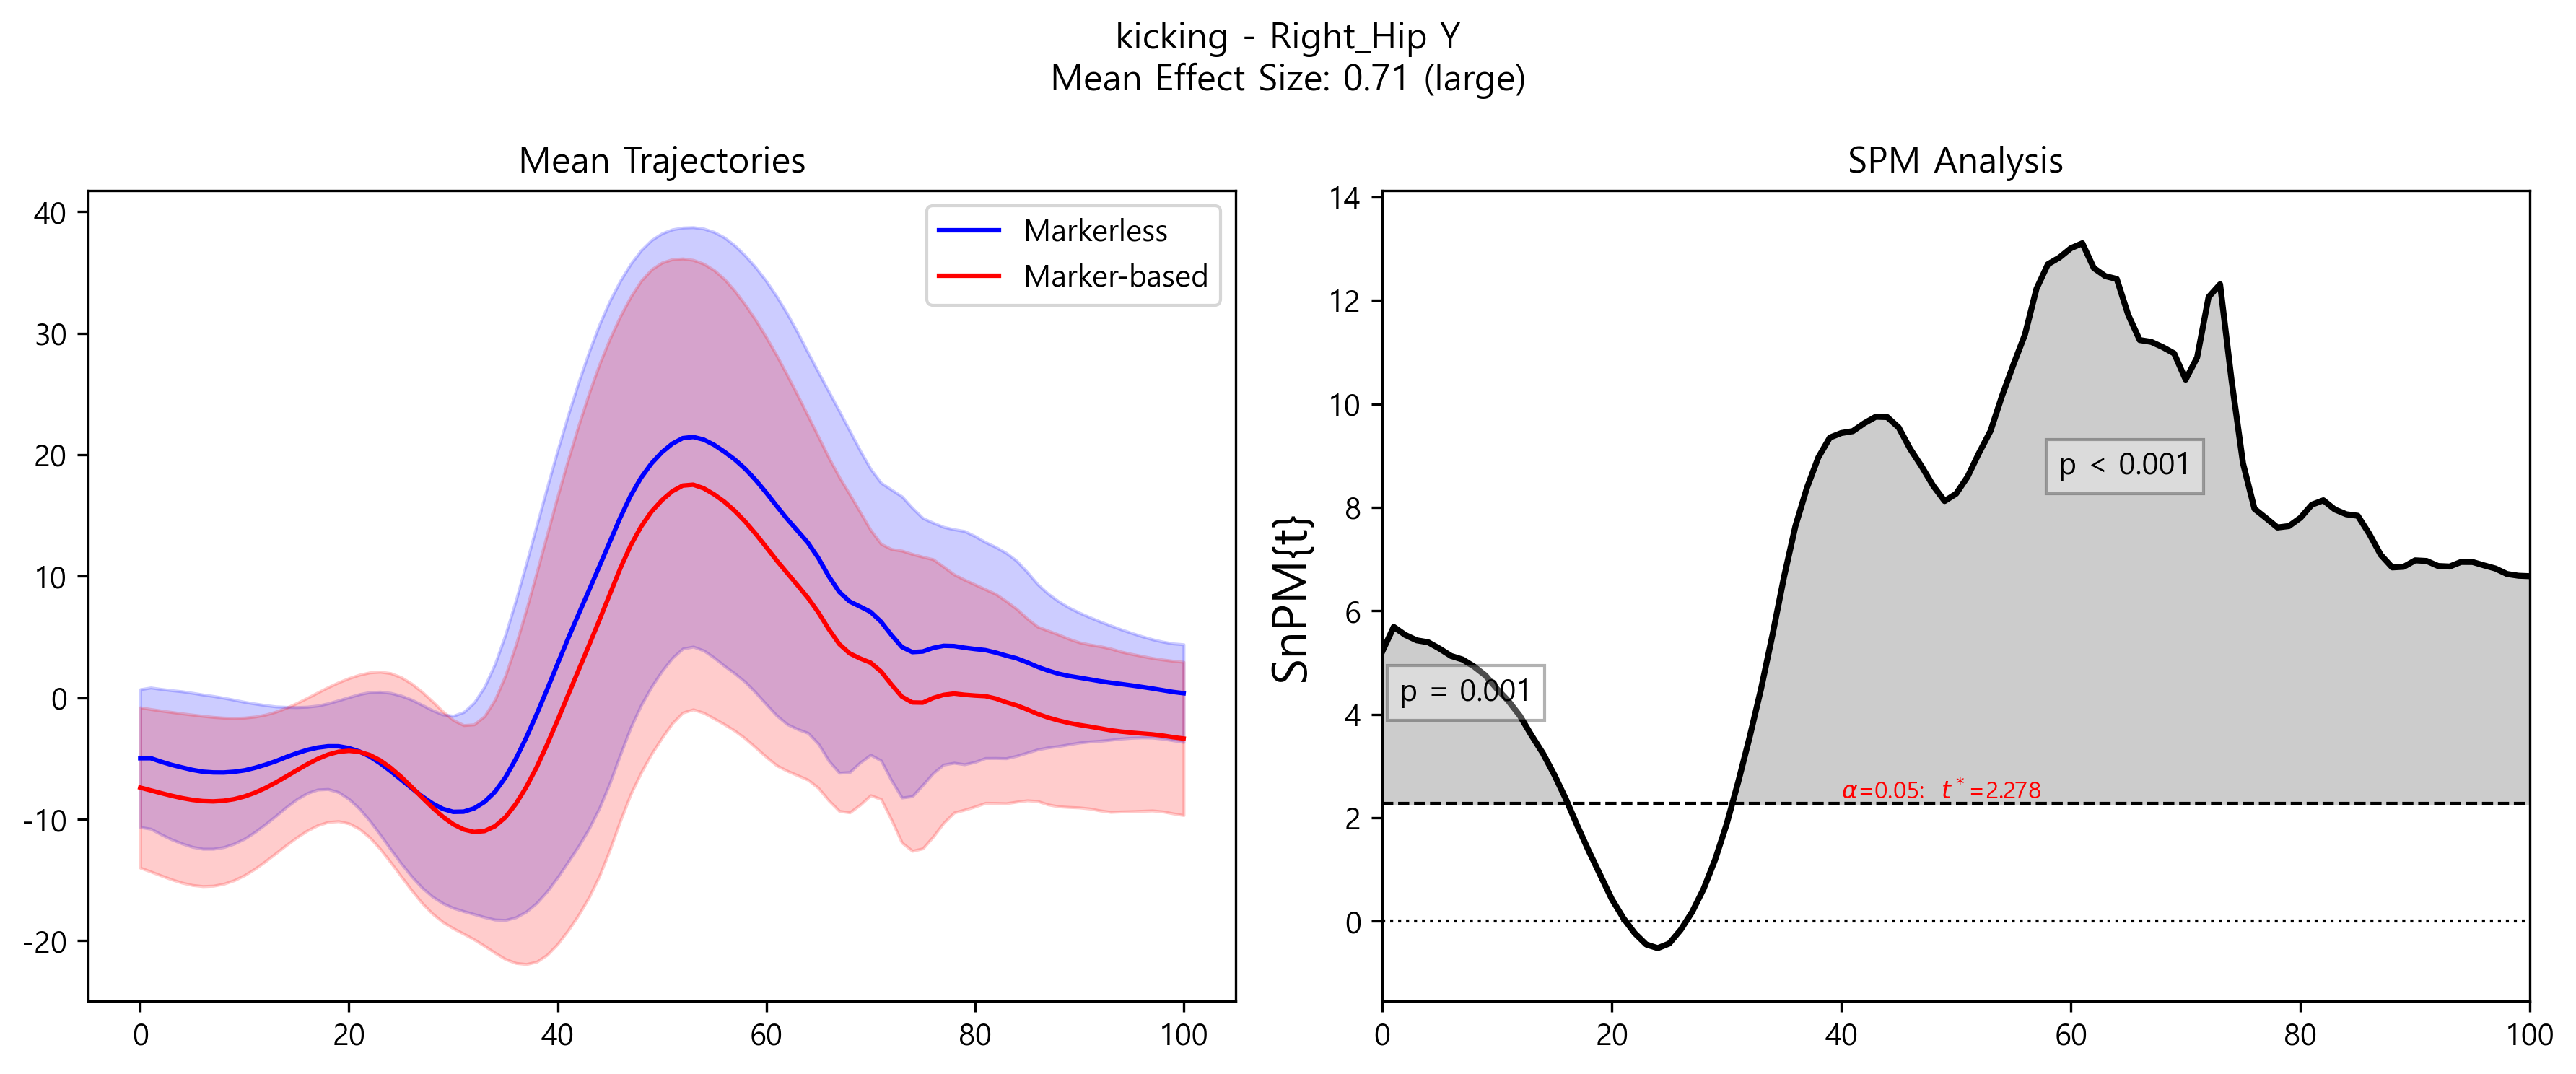 kicking - Right_Hip Y
Mean Effect Size: 0.71 (large)
Mean Trajectories
40
30
20
10
0
-10
-20
0
20
40
60
80
100
Markerless
Marker-based
SPM Analysis
SnPM{t}
14
12
10
8
6
4
2
0
0
20
40
60
80
100
p = 0.001
p < 0.001
α=0.05: t*=2.278